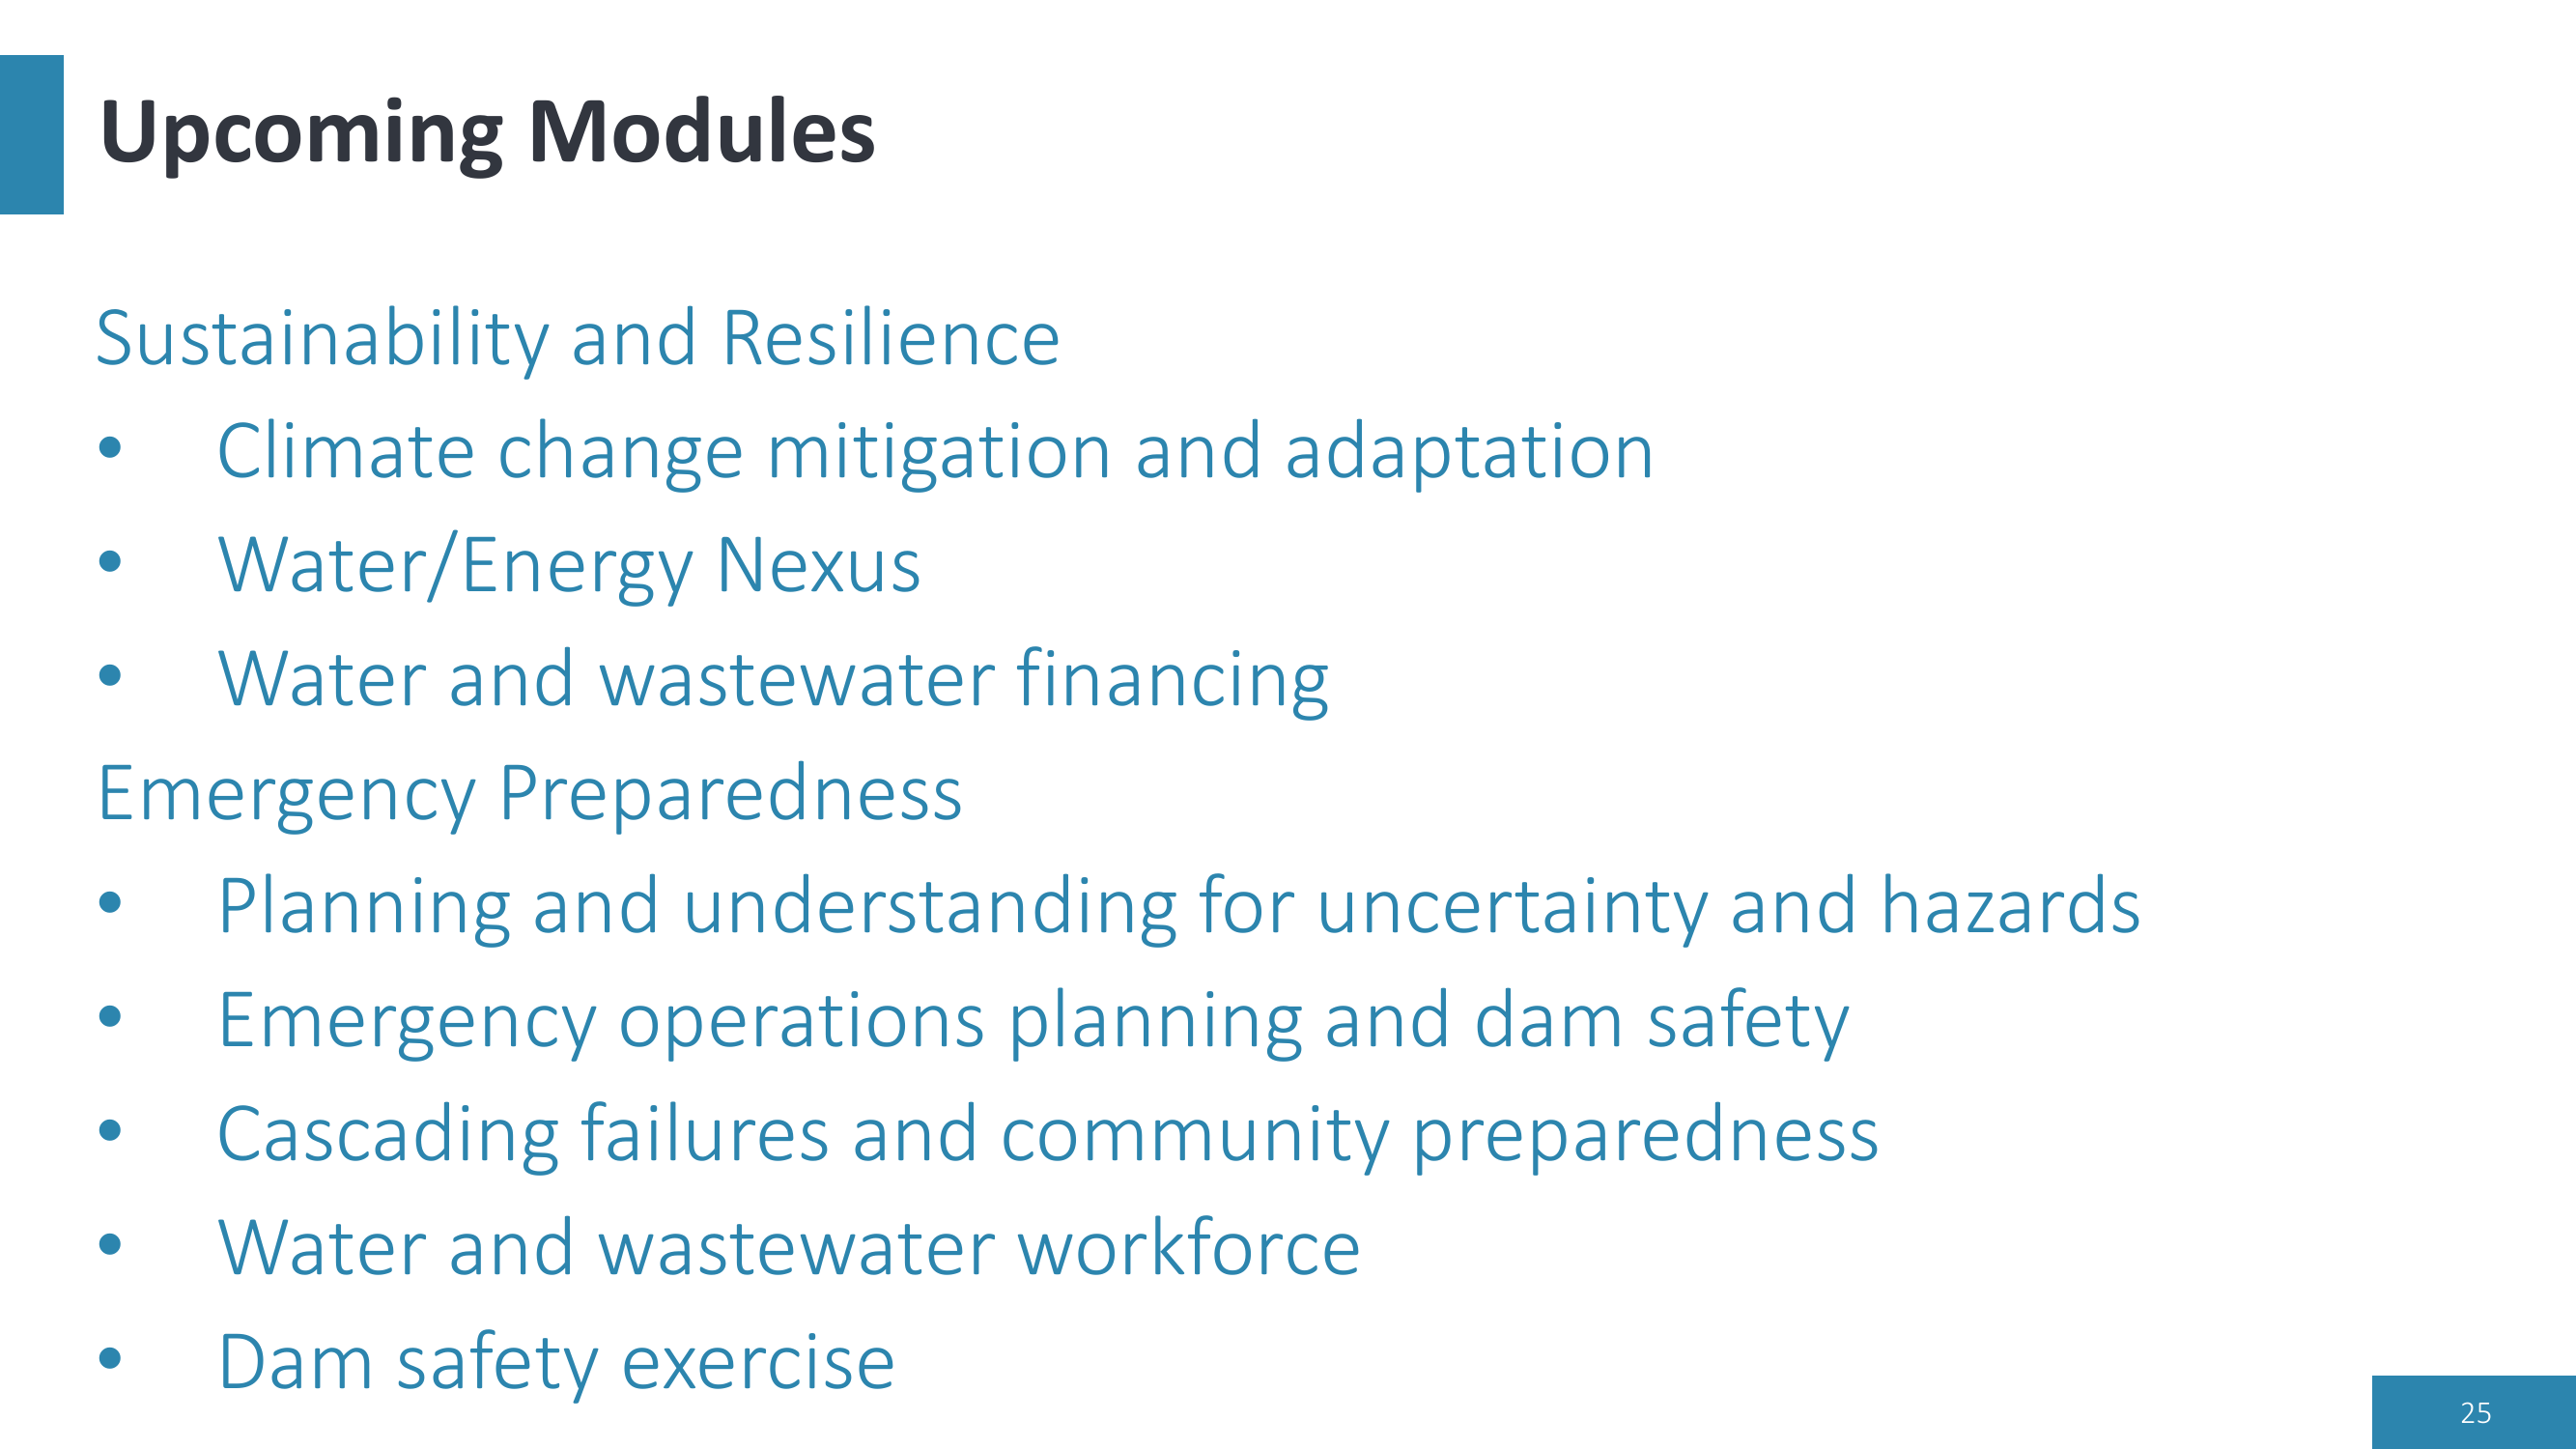 Upcoming Modules
Sustainability and Resilience
• Climate change mitigation and adaptation
• Water/Energy Nexus
• Water and wastewater financing
Emergency Preparedness
• Planning and understanding for uncertainty and hazards
• Emergency operations planning and dam safety
• Cascading failures and community preparedness
• Water and wastewater workforce
• Dam safety exercise
25